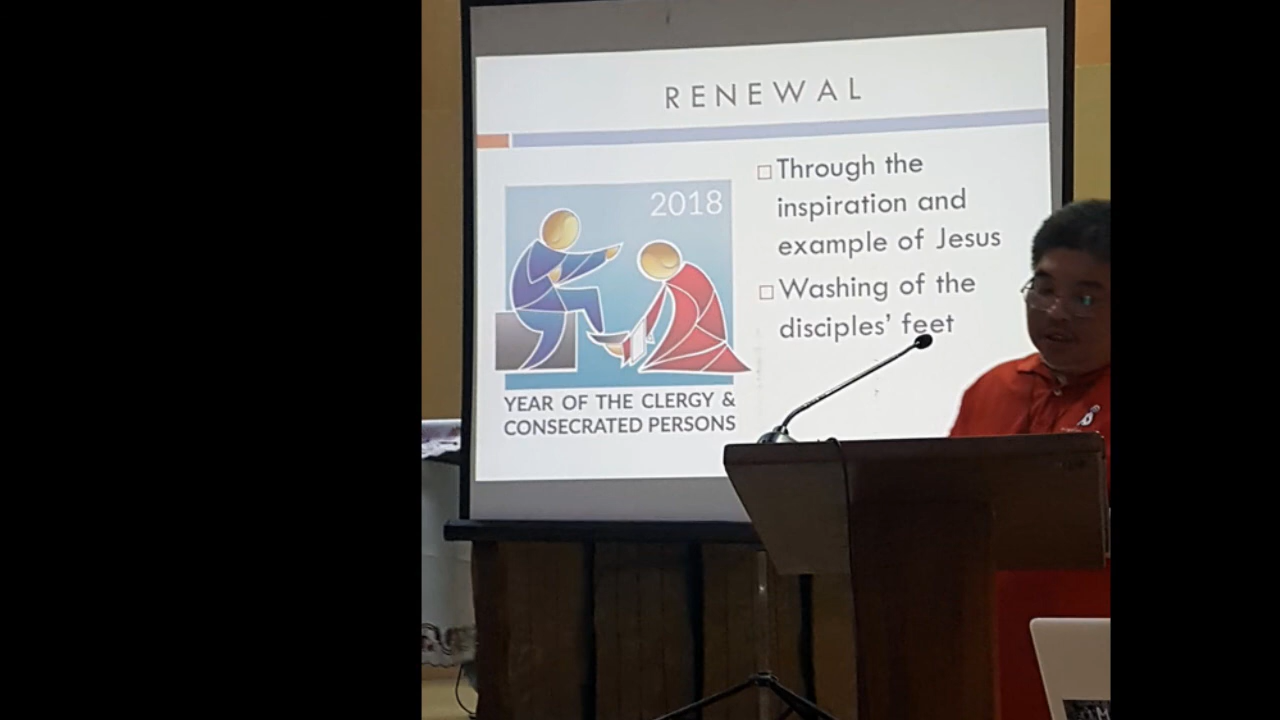 RENEWAL
2018
YEAR OF THE CLERGY &
CONSECRATED PERSONS
Through the
inspiration and
example of Jesus
Washing of the
disciples’ feet